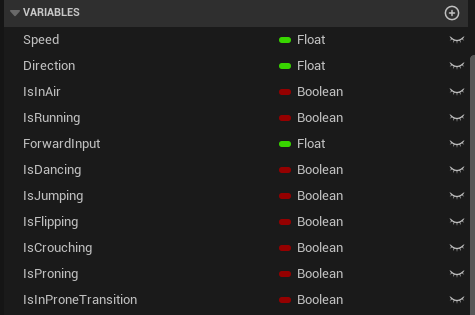 VARIABLES
Speed Float
Direction Float
IsInAir Boolean
IsRunning Boolean
ForwardInput Float
IsDancing Boolean
IsJumping Boolean
IsFlipping Boolean
IsCrouching Boolean
IsProning Boolean
IsInProneTransition Boolean